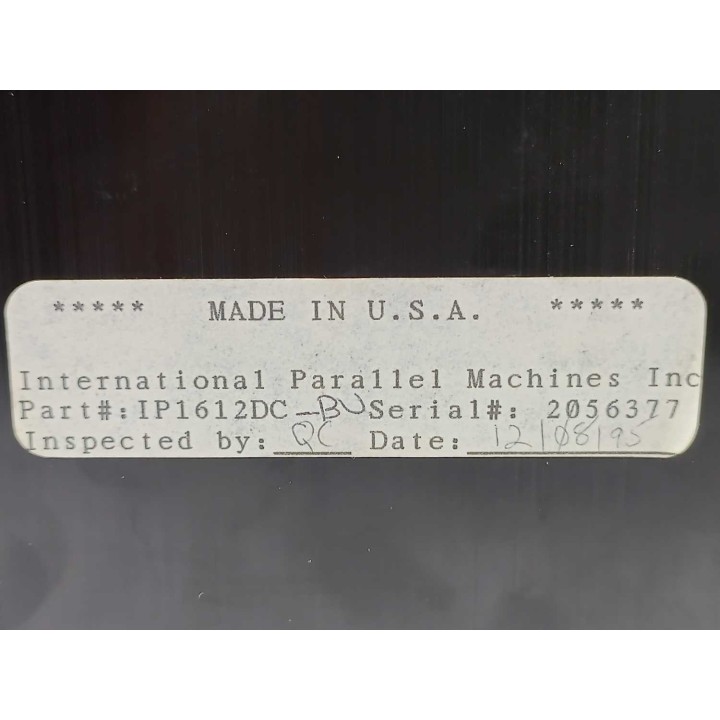 ***** MADE IN U.S.A. *****
International Parallel Machines Inc
Part#: IP1612DC-BU Serial#: 2056377
Inspected by: QC Date: 12/08/95